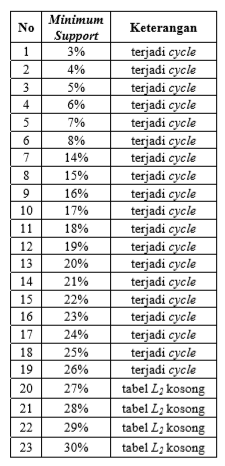 No Minimum Support Keterangan
1 3% terjadi cycle
2 4% terjadi cycle
3 5% terjadi cycle
4 6% terjadi cycle
5 7% terjadi cycle
6 8% terjadi cycle
7 14% terjadi cycle
8 15% terjadi cycle
9 16% terjadi cycle
10 17% terjadi cycle
11 18% terjadi cycle
12 19% terjadi cycle
13 20% terjadi cycle
14 21% terjadi cycle
15 22% terjadi cycle
16 23% terjadi cycle
17 24% terjadi cycle
18 25% terjadi cycle
19 26% terjadi cycle
20 27% tabel L2 kosong
21 28% tabel L2 kosong
22 29% tabel L2 kosong
23 30% tabel L2 kosong